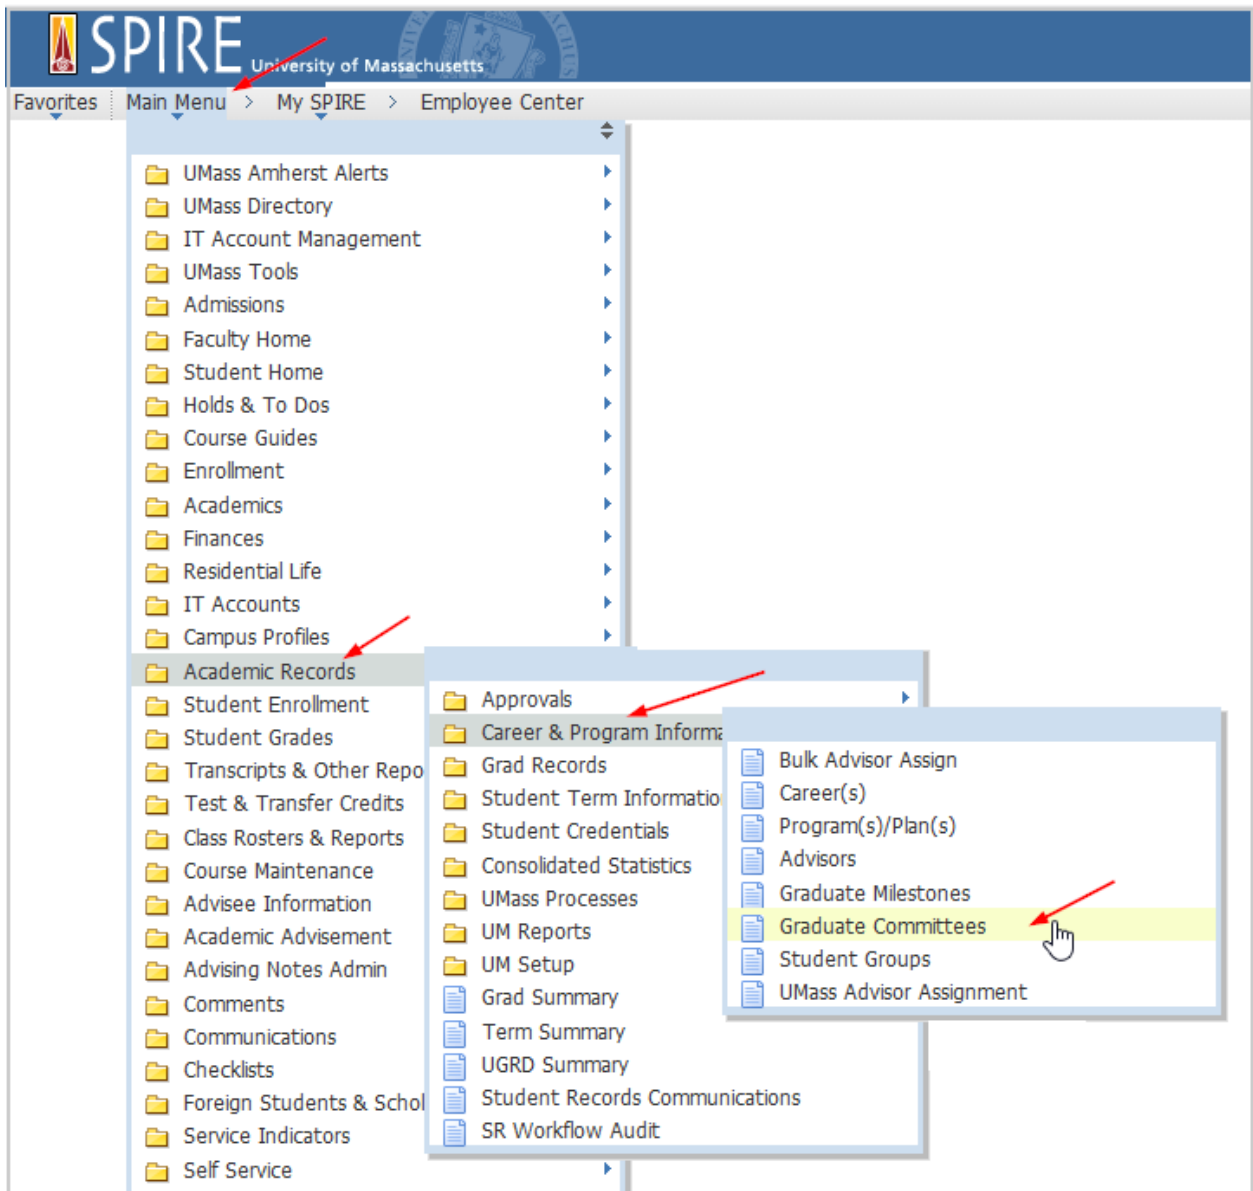 SPIRE University of Massachusetts
Favorites Main Menu > My SPIRE > Employee Center
UMass Amherst Alerts
UMass Directory
IT Account Management
UMass Tools
Admissions
Faculty Home
Student Home
Holds & To Dos
Course Guides
Enrollment
Academics
Finances
Residential Life
IT Accounts
Campus Profiles
Academic Records
Student Enrollment
Student Grades
Transcripts & Other Repo
Test & Transfer Credits
Class Rosters & Reports
Course Maintenance
Advisee Information
Academic Advisement
Advising Notes Admin
Comments
Communications
Checklists
Foreign Students & Schol
Service Indicators
Self Service
Approvals
Career & Program Informa
Grad Records
Student Term Informatio
Student Credentials
Consolidated Statistics
UMass Processes
UM Reports
UM Setup
Grad Summary
Term Summary
UGRD Summary
Student Records Communications
SR Workflow Audit
Bulk Advisor Assign
Career(s)
Program(s)/Plan(s)
Advisors
Graduate Milestones
Graduate Committees
Student Groups
UMass Advisor Assignment